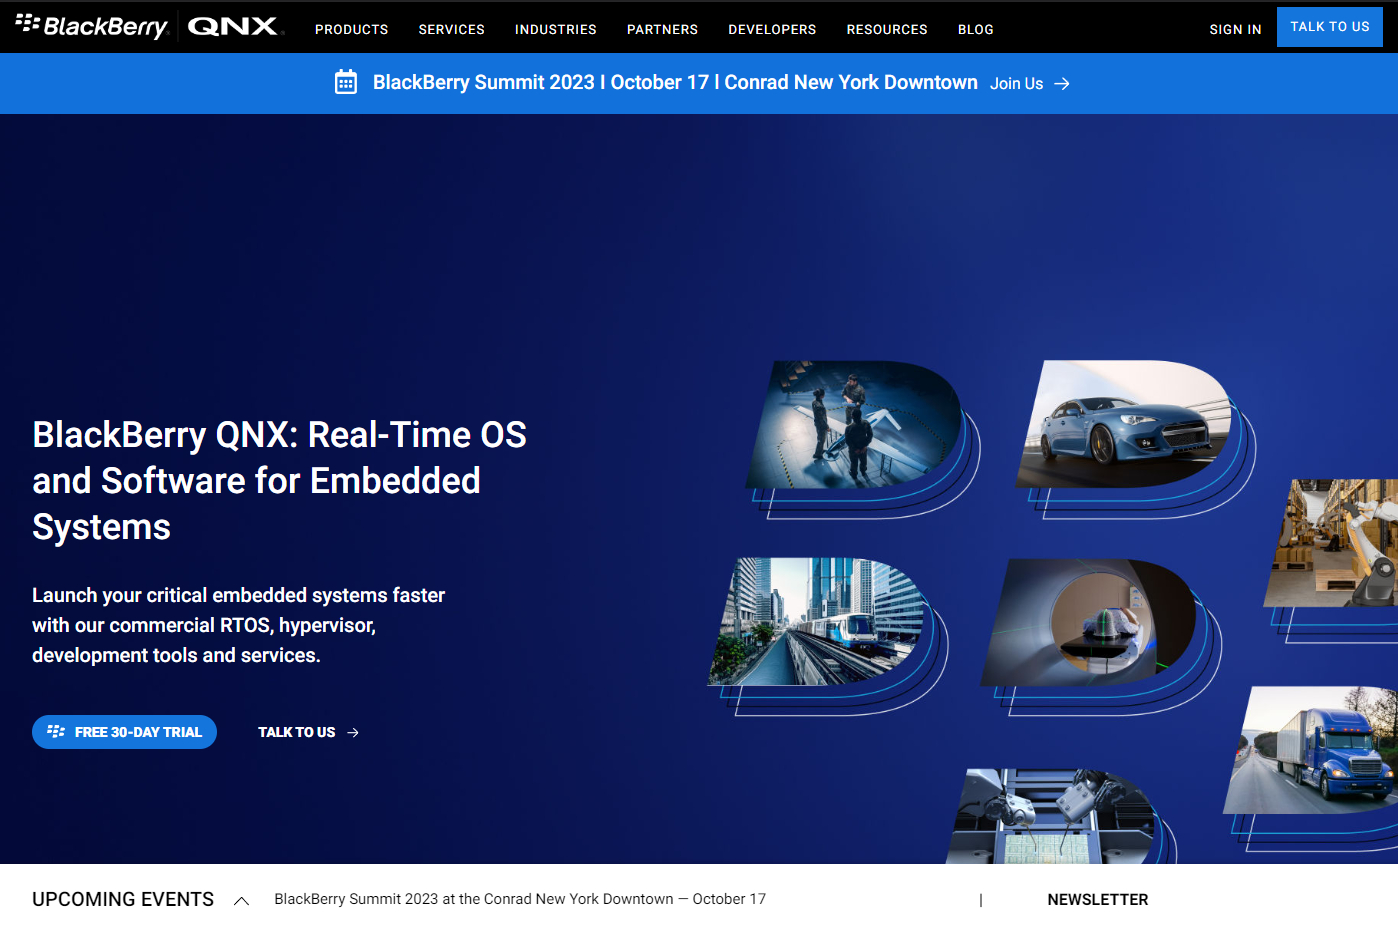 BlackBerry QNX PRODUCTS SERVICES INDUSTRIES PARTNERS DEVELOPERS RESOURCES BLOG SIGN IN TALK TO US
BlackBerry Summit 2023 I October 17 l Conrad New York Downtown Join Us →
BlackBerry QNX: Real-Time OS
and Software for Embedded
Systems
Launch your critical embedded systems faster
with our commercial RTOS, hypervisor,
development tools and services.
FREE 30-DAY TRIAL TALK TO US →
UPCOMING EVENTS BlackBerry Summit 2023 at the Conrad New York Downtown — October 17 | NEWSLETTER